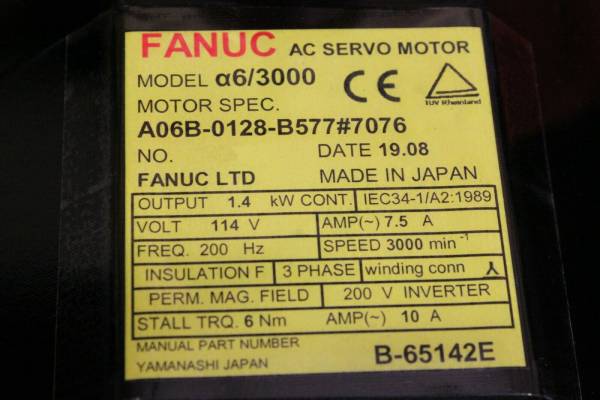 FANUC AC SERVO MOTOR
MODEL α6/3000
MOTOR SPEC.
A06B-0128-B577#7076
NO. DATE 19.08
FANUC LTD MADE IN JAPAN
CE
TUV Rheinland
OUTPUT 1.4 kW CONT. IEC34-1/A2:1989
VOLT 114 V AMP(~) 7.5 A
FREQ. 200 Hz SPEED 3000 min⁻¹
INSULATION F 3 PHASE winding conn
PERM. MAG. FIELD 200 V INVERTER
STALL TRQ. 6 Nm AMP(~) 10 A
MANUAL PART NUMBER B-65142E
YAMANASHI JAPAN